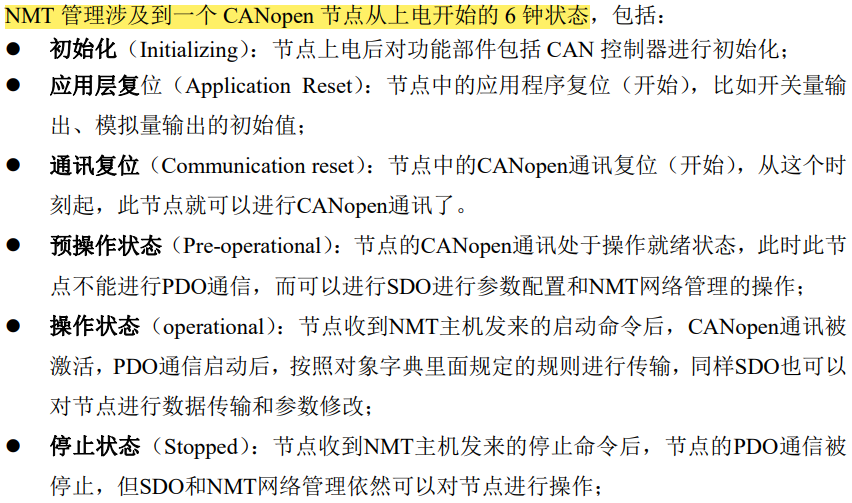 NMT 管理涉及到一个 CANopen 节点从上电开始的 6 钟状态，包括：
● 初始化（Initializing）：节点上电后对功能部件包括 CAN 控制器进行初始化；
● 应用层复位（Application Reset）：节点中的应用程序复位（开始），比如开关量输
出、模拟量输出的初始值；
● 通讯复位（Communication reset）：节点中的CANopen通讯复位（开始），从这个时
刻起，此节点就可以进行CANopen通讯了。
● 预操作状态（Pre-operational）：节点的CANopen通讯处于操作就绪状态，此时此节
点不能进行PDO通信，而可以进行SDO进行参数配置和NMT网络管理的操作；
● 操作状态（operational）：节点收到NMT主机发来的启动命令后，CANopen通讯被
激活，PDO通信启动后，按照对象字典里面规定的规则进行传输，同样SDO也可以
对节点进行数据传输和参数修改；
● 停止状态（Stopped）：节点收到NMT主机发来的停止命令后，节点的PDO通信被
停止，但SDO和NMT网络管理依然可以对节点进行操作；